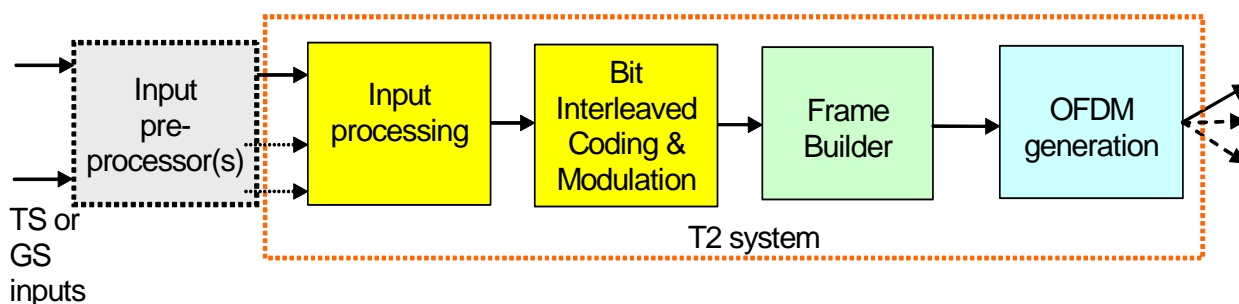 Input
pre-
processor(s)
TS or
GS
inputs
Input
processing
Bit
Interleaved
Coding &
Modulation
Frame
Builder
OFDM
generation
T2 system